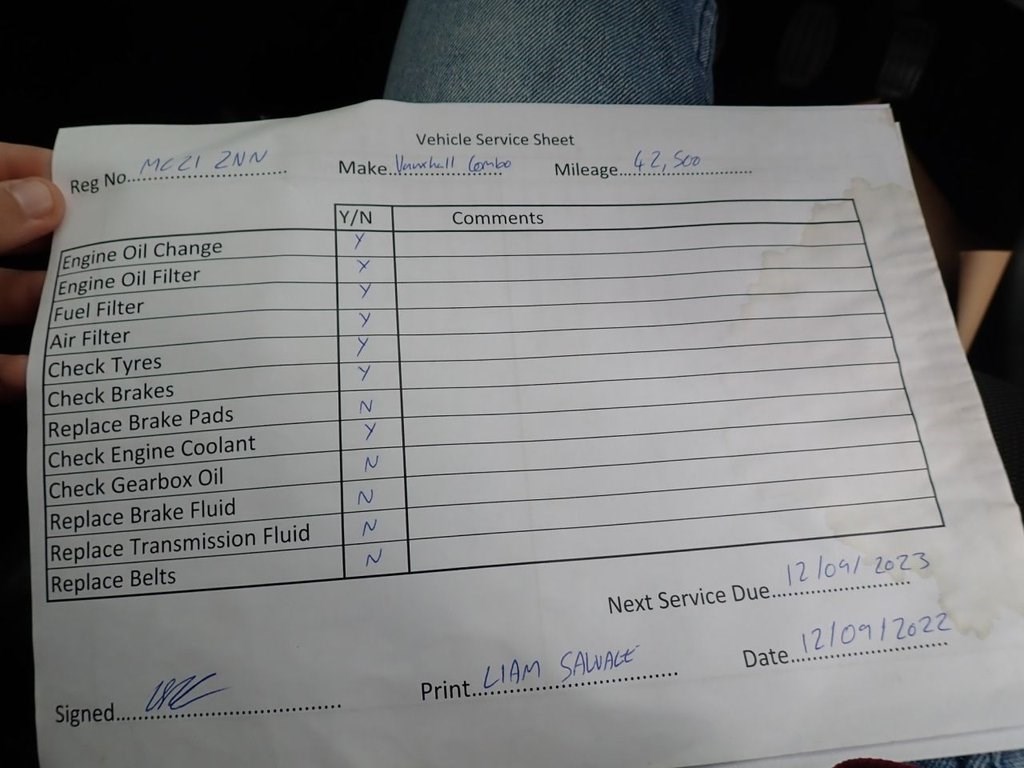 Vehicle Service Sheet
Reg No. MC21 ZNN Make. Vauxhall Combo Mileage. 42,500
Y/N Comments
Engine Oil Change Y
Engine Oil Filter Y
Fuel Filter Y
Air Filter Y
Check Tyres Y
Check Brakes Y
Replace Brake Pads N
Check Engine Coolant Y
Check Gearbox Oil N
Replace Brake Fluid N
Replace Transmission Fluid N
Replace Belts N
Next Service Due. 12/09/2023
Signed. Print. LIAM SALVAGE Date. 12/09/2022